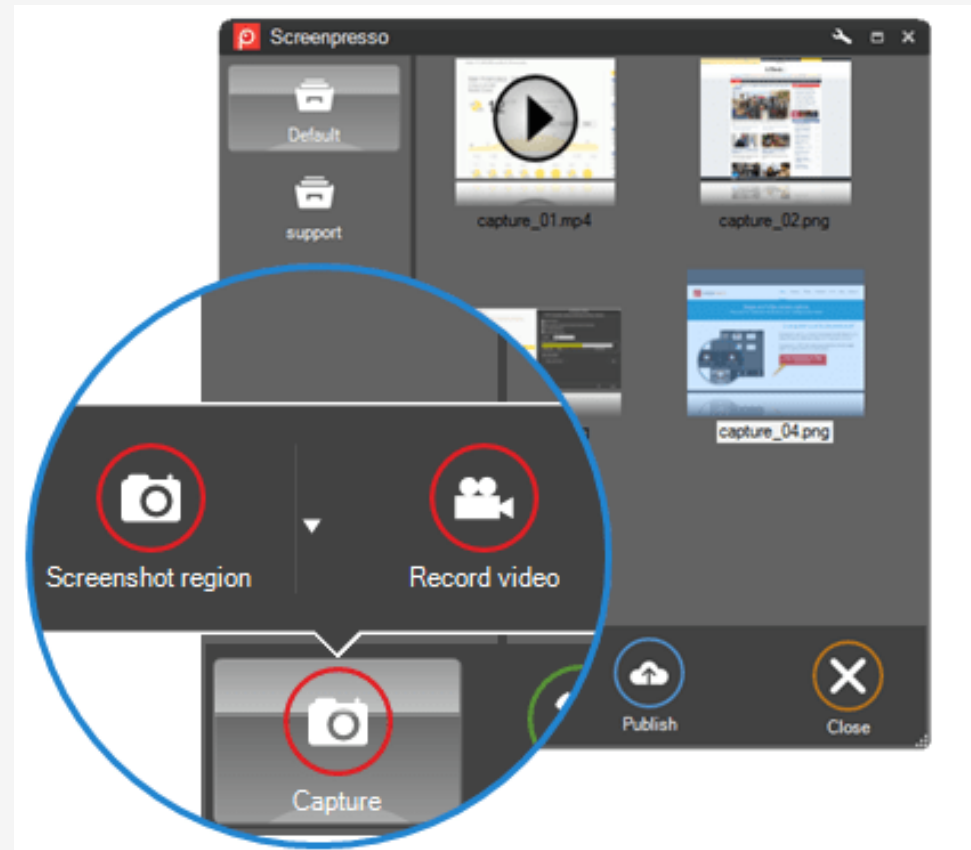 Screenpresso
Default
capture_01.mp4
capture_02.png
support
capture_04.png
Screenshot region
Record video
Capture
Publish
Close